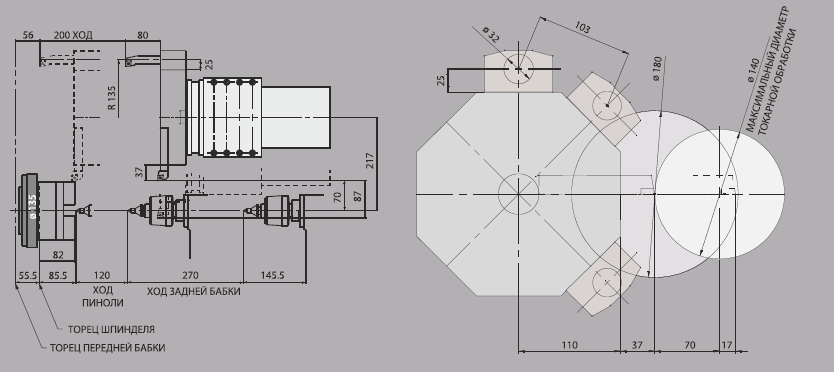 56
200 ХОД
80
25
R 135
37
217
ø 135
70
87
82
55.5
85.5
120
270
145.5
ХОД
ПИНОЛИ
ХОД ЗАДНЕЙ БАБКИ
ТОРЕЦ ШПИНДЕЛЯ
ТОРЕЦ ПЕРЕДНЕЙ БАБКИ
ø 32
103
25
ø 180
ø 140
МАКСИМАЛЬНЫЙ ДИАМЕТР
ТОКАРНОЙ ОБРАБОТКИ
110
37
70
17